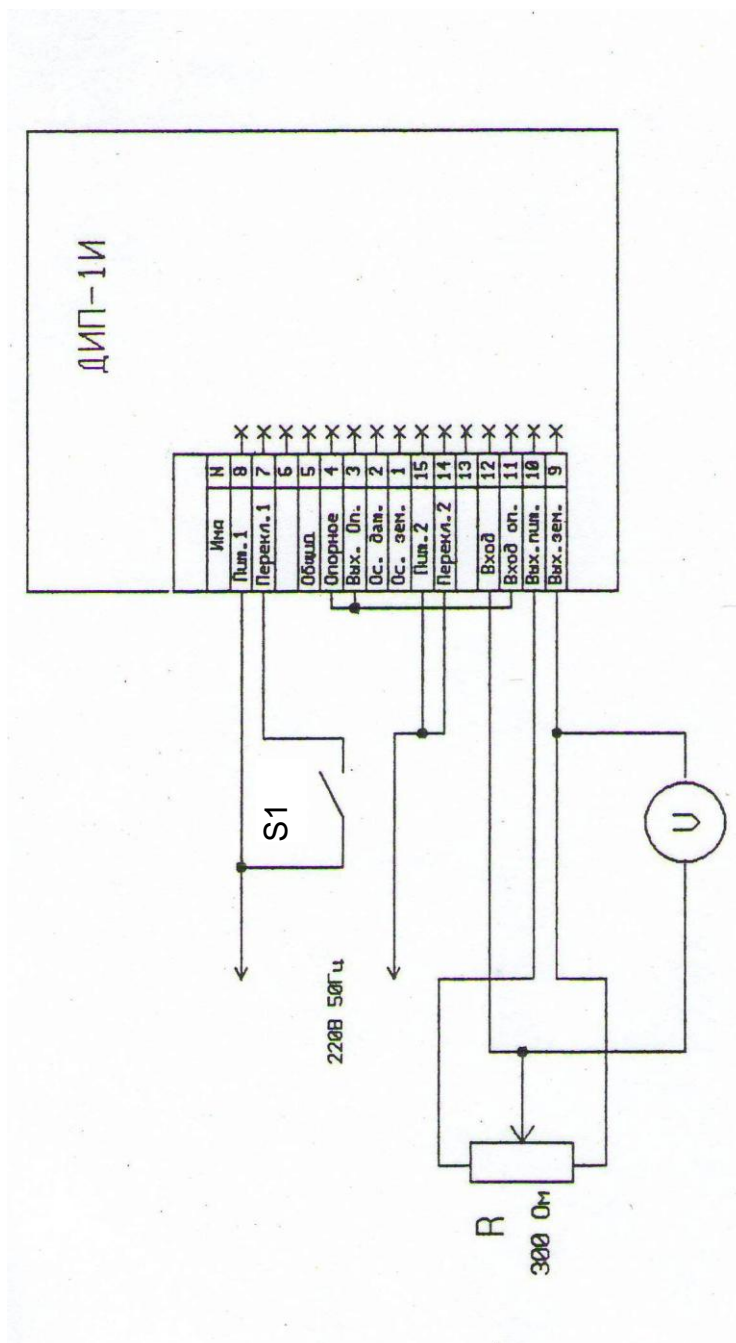 ДИП-1И
Имя N
Пит.1 8
Перекл.1 7
6
Общий 5
Опорное 4
Вых. Оп. 3
Ос. дат. 2
Ос. зем. 1
Пит.2 15
Перекл.2 14
13
Вход 12
Вход оп. 11
Вых.пит. 10
Вых.зем. 9
S1
220В 50Гц
U
R
300 Ом